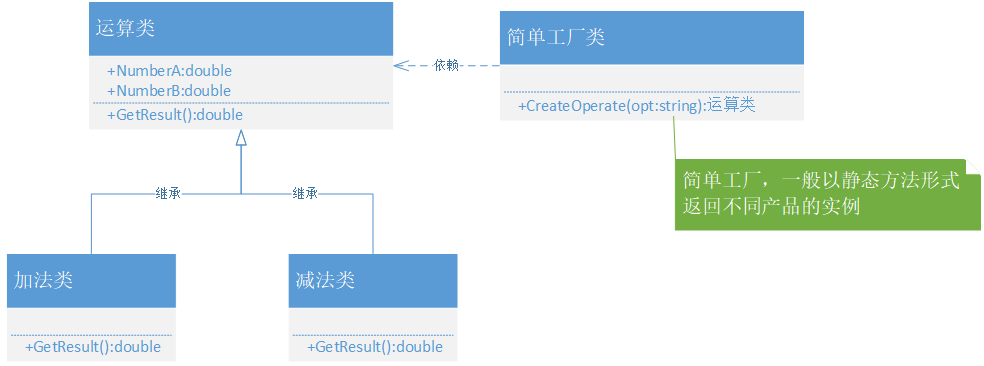 运算类
+NumberA:double
+NumberB:double
+GetResult():double
简单工厂类
+CreateOperate(opt:string):运算类
依赖
简单工厂，一般以静态方法形式
返回不同产品的实例
继承
继承
加法类
+GetResult():double
减法类
+GetResult():double